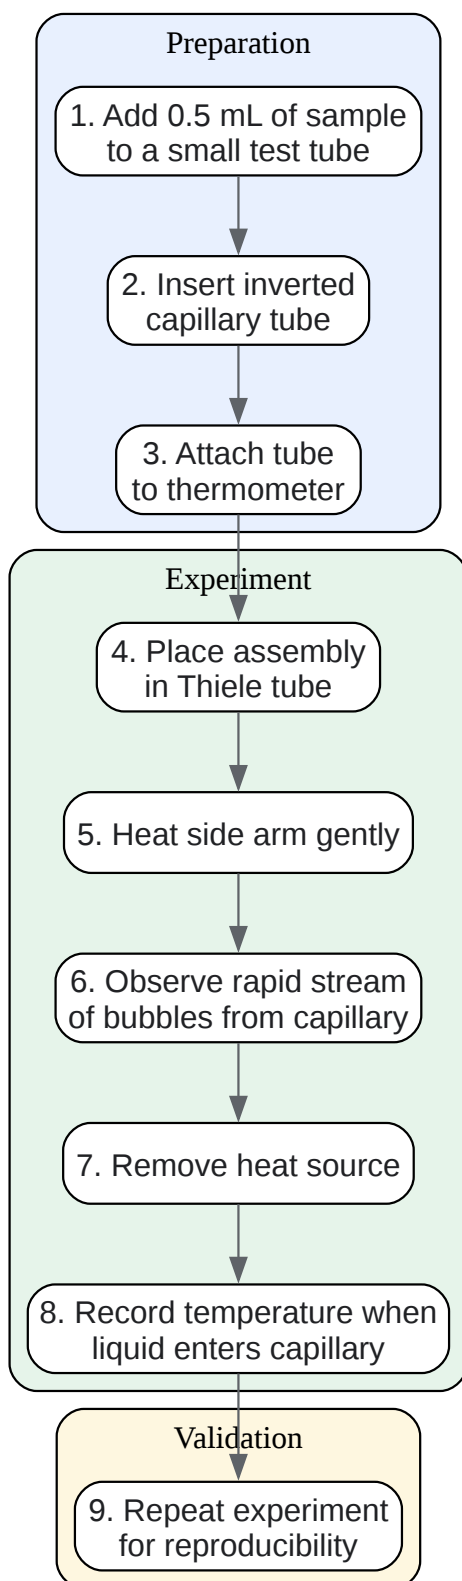 Preparation
1. Add 0.5 mL of sample
to a small test tube
2. Insert inverted
capillary tube
3. Attach tube
to thermometer
Experiment
4. Place assembly
in Thiele tube
5. Heat side arm gently
6. Observe rapid stream
of bubbles from capillary
7. Remove heat source
8. Record temperature when
liquid enters capillary
Validation
9. Repeat experiment
for reproducibility